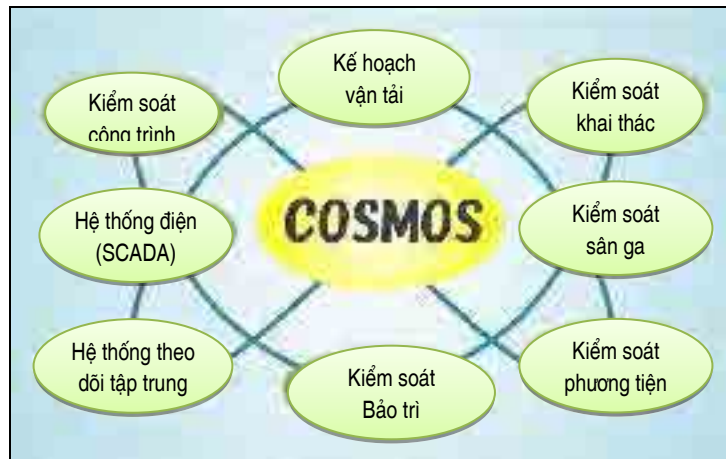 Kế hoạch
vận tải
Kiểm soát
công trình
Kiểm soát
khai thác
COSMOS
Hệ thống điện
(SCADA)
Kiểm soát
sân ga
Hệ thống theo
dõi tập trung
Kiểm soát
Bảo trì
Kiểm soát
phương tiện